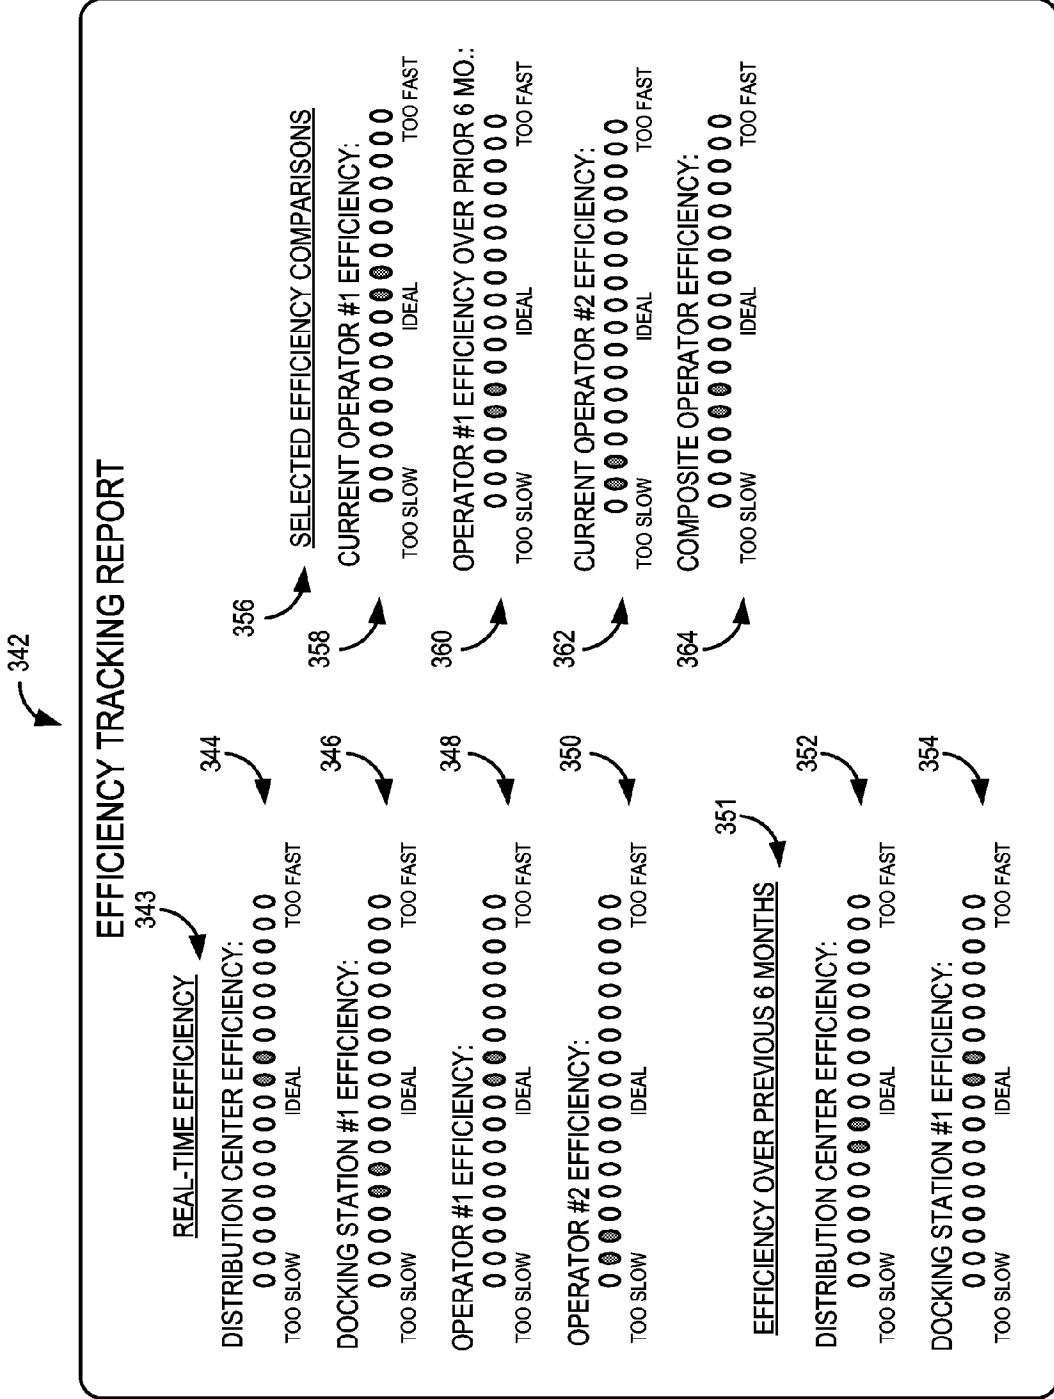 342
EFFICIENCY TRACKING REPORT
343
REAL-TIME EFFICIENCY
344
DISTRIBUTION CENTER EFFICIENCY:
TOO SLOW IDEAL TOO FAST
346
DOCKING STATION #1 EFFICIENCY:
TOO SLOW IDEAL TOO FAST
348
OPERATOR #1 EFFICIENCY:
TOO SLOW IDEAL TOO FAST
350
OPERATOR #2 EFFICIENCY:
TOO SLOW IDEAL TOO FAST
351
EFFICIENCY OVER PREVIOUS 6 MONTHS
352
DISTRIBUTION CENTER EFFICIENCY:
TOO SLOW IDEAL TOO FAST
354
DOCKING STATION #1 EFFICIENCY:
TOO SLOW IDEAL TOO FAST
356
SELECTED EFFICIENCY COMPARISONS
358
CURRENT OPERATOR #1 EFFICIENCY:
TOO SLOW IDEAL TOO FAST
360
OPERATOR #1 EFFICIENCY OVER PRIOR 6 MO.:
TOO SLOW IDEAL TOO FAST
362
CURRENT OPERATOR #2 EFFICIENCY:
TOO SLOW IDEAL TOO FAST
364
COMPOSITE OPERATOR EFFICIENCY:
TOO SLOW IDEAL TOO FAST